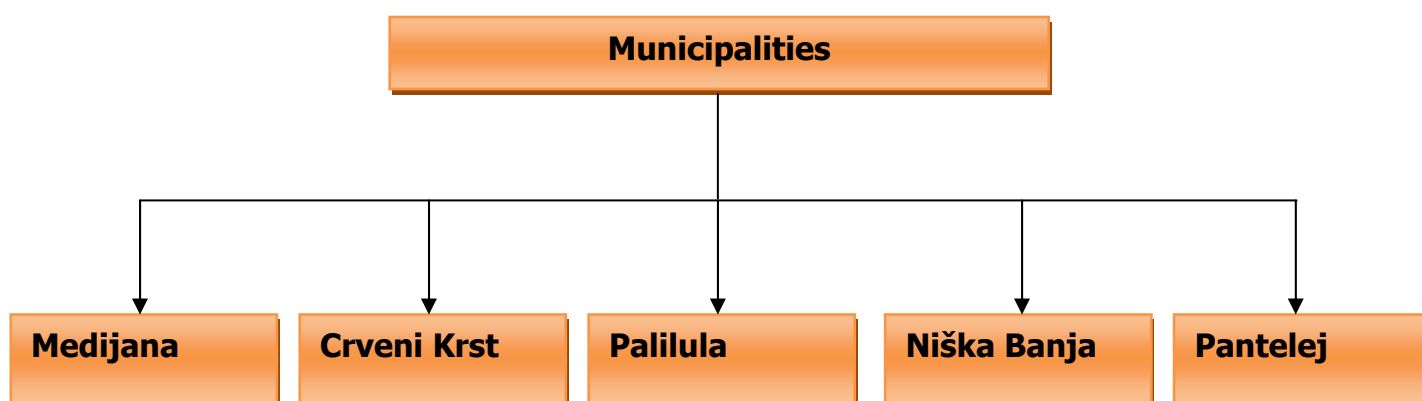 Municipalities
Medijana
Crveni Krst
Palilula
Niška Banja
Pantelej